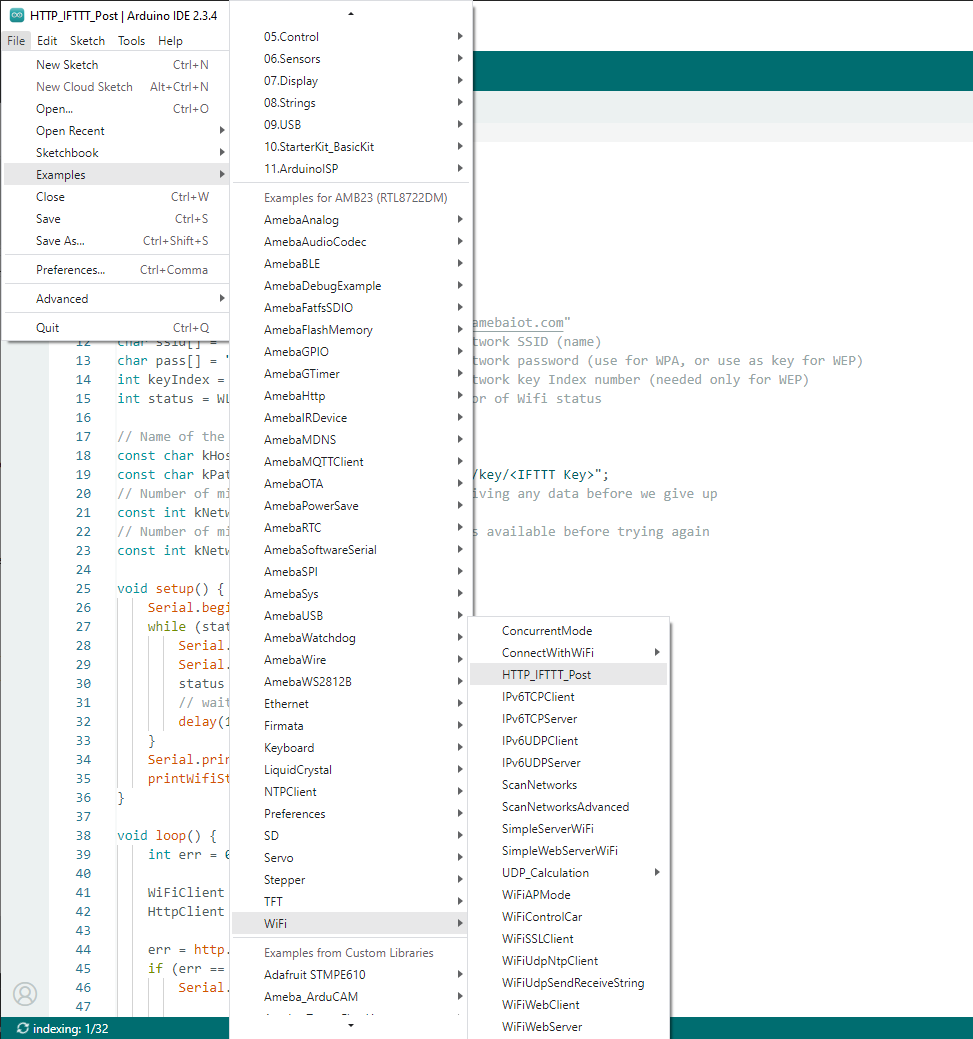 HTTP_IFTTT_Post | Arduino IDE 2.3.4
File Edit Sketch Tools Help
New Sketch Ctrl+N
New Cloud Sketch Alt+Ctrl+N
Open... Ctrl+O
Open Recent
Sketchbook
Examples
Close Ctrl+W
Save Ctrl+S
Save As... Ctrl+Shift+S
Preferences... Ctrl+Comma
Advanced
Quit Ctrl+Q
05.Control
06.Sensors
07.Display
08.Strings
09.USB
10.StarterKit_BasicKit
11.ArduinoISP
Examples for AMB23 (RTL8722DM)
AmebaAnalog
AmebaAudioCodec
AmebaBLE
AmebaDebugExample
AmebaFatfsSDIO
AmebaFlashMemory
AmebaGPIO
AmebaGTimer
AmebaHttp
AmebaIRDevice
AmebaMDNS
AmebaMQTTClient
AmebaOTA
AmebaPowerSave
AmebaRTC
AmebaSoftwareSerial
AmebaSPI
AmebaSys
AmebaUSB
AmebaWatchdog
AmebaWire
AmebaWS2812B
Ethernet
Firmata
Keyboard
LiquidCrystal
NTPClient
Preferences
SD
Servo
Stepper
TFT
WiFi
Examples from Custom Libraries
Adafruit STMPE610
Ameba_ArduCAM
ConcurrentMode
ConnectWithWiFi
HTTP_IFTTT_Post
IPv6TCPClient
IPv6TCPServer
IPv6UDPClient
IPv6UDPServer
ScanNetworks
ScanNetworksAdvanced
SimpleServerWiFi
SimpleWebServerWiFi
UDP_Calculation
WiFiAPMode
WiFiControlCar
WiFiSSLClient
WiFiUdpNtpClient
WiFiUdpSendReceiveString
WiFiWebClient
WiFiWebServer
amebaiot.com"
12 char ssid[] = twork SSID (name)
13 char pass[] = " twork password (use for WPA, or use as key for WEP)
14 int keyIndex = twork key Index number (needed only for WEP)
15 int status = WL or of Wifi status
16
17 // Name of the
18 const char kHos
19 const char kPat /key/<IFTTT Key>";
20 // Number of mi iving any data before we give up
21 const int kNetw
22 // Number of mi s available before trying again
23 const int kNetw
24
25 void setup() {
26 Serial.begi
27 while (stat
28 Serial.
29 Serial.
30 status
31 // wait
32 delay(1
33 }
34 Serial.prin
35 printWifiSt
36 }
37
38 void loop() {
39 int err = 0
40
41 WiFiClient
42 HttpClient
43
44 err = http.
45 if (err ==
46 Serial.
47
indexing: 1/32